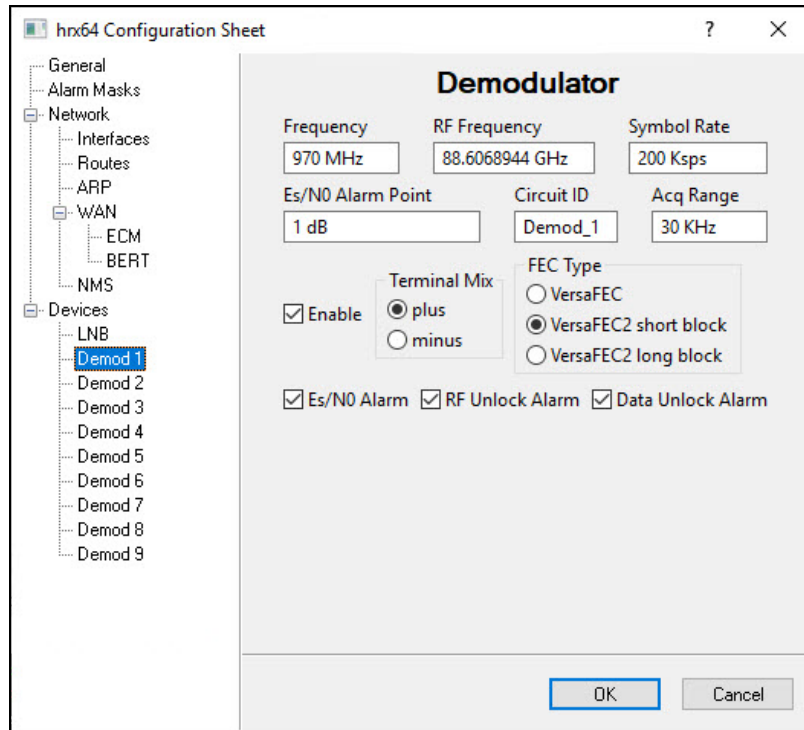 hrx64 Configuration Sheet
General
Alarm Masks
Network
Interfaces
Routes
ARP
WAN
ECM
BERT
NMS
Devices
LNB
Demod 1
Demod 2
Demod 3
Demod 4
Demod 5
Demod 6
Demod 7
Demod 8
Demod 9
Demodulator
Frequency RF Frequency Symbol Rate
970 MHz 88.6068944 GHz 200 Ksps
Es/N0 Alarm Point Circuit ID Acq Range
1 dB Demod_1 30 KHz
Enable
Terminal Mix
plus
minus
FEC Type
VersaFEC
VersaFEC2 short block
VersaFEC2 long block
Es/N0 Alarm RF Unlock Alarm Data Unlock Alarm
OK Cancel